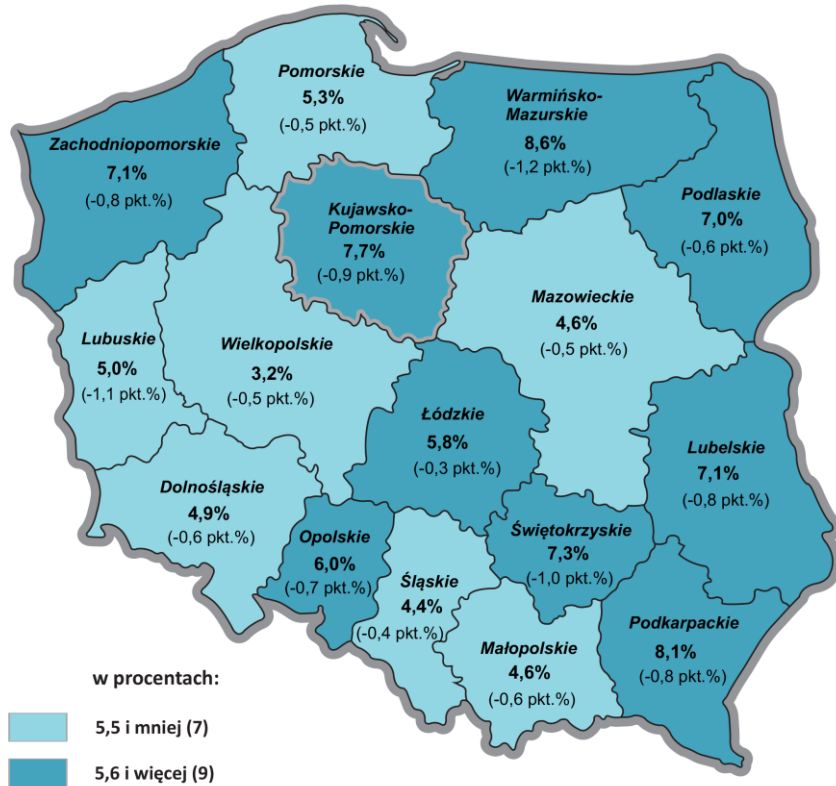 Pomorskie
5,3%
(-0,5 pkt.%)
Warmińsko-
Mazurskie
8,6%
(-1,2 pkt.%)
Zachodniopomorskie
7,1%
(-0,8 pkt.%)
Podlaskie
7,0%
(-0,6 pkt.%)
Kujawsko-
Pomorskie
7,7%
(-0,9 pkt.%)
Mazowieckie
4,6%
(-0,5 pkt.%)
Lubuskie
5,0%
(-1,1 pkt.%)
Wielkopolskie
3,2%
(-0,5 pkt.%)
Łódzkie
5,8%
(-0,3 pkt.%)
Lubelskie
7,1%
(-0,8 pkt.%)
Dolnośląskie
4,9%
(-0,6 pkt.%)
Opolskie
6,0%
(-0,7 pkt.%)
Świętokrzyskie
7,3%
(-1,0 pkt.%)
Śląskie
4,4%
(-0,4 pkt.%)
Małopolskie
4,6%
(-0,6 pkt.%)
Podkarpackie
8,1%
(-0,8 pkt.%)
w procentach:
5,5 i mniej (7)
5,6 i więcej (9)